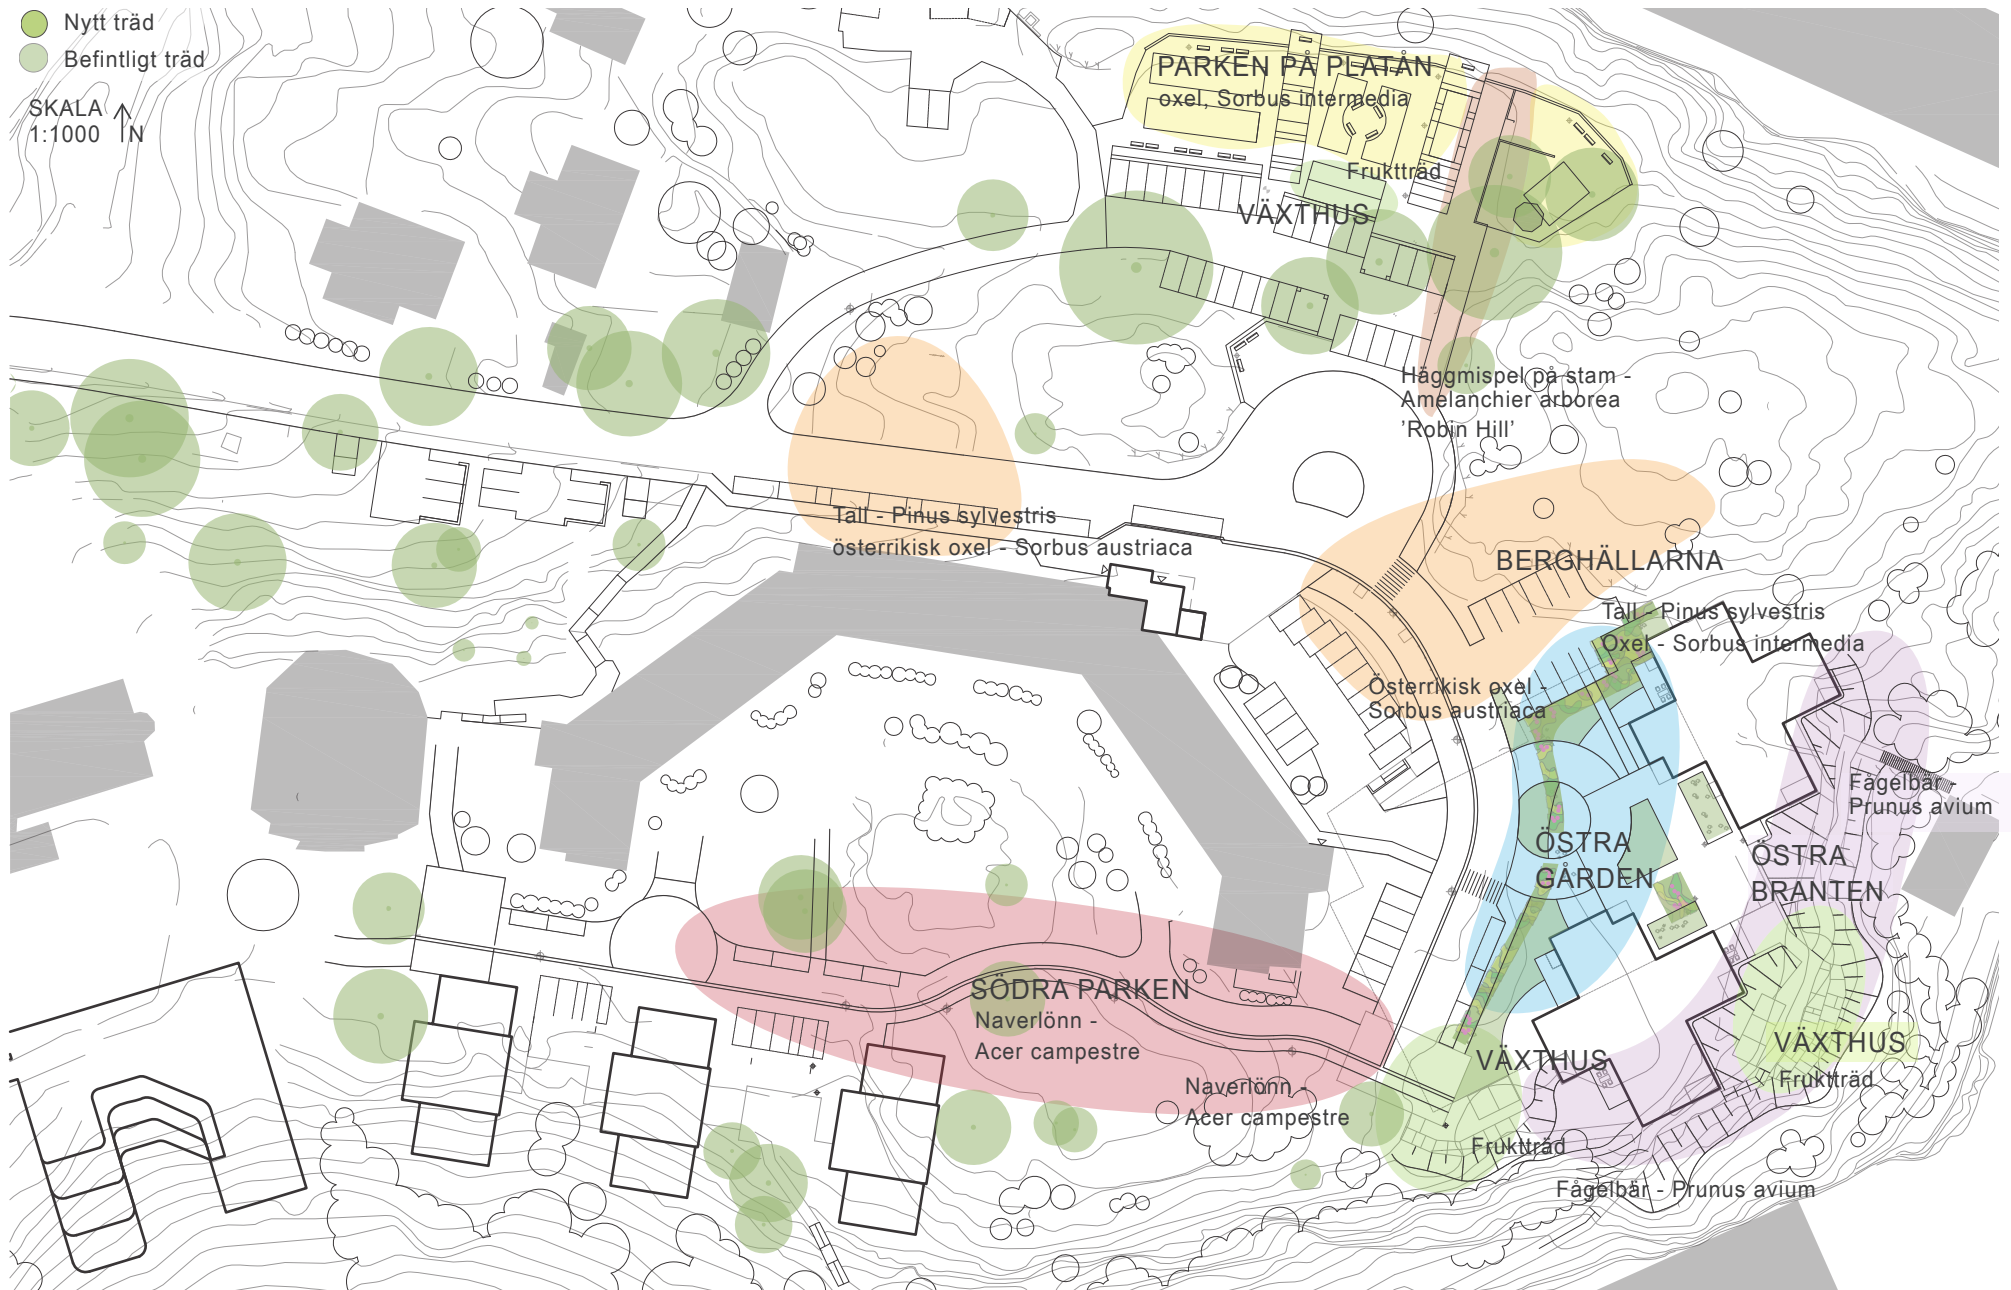 Nytt träd
Befintligt träd
SKALA
1:1000 N
PARKEN PÅ PLATÅN
oxel, Sorbus intermedia
Fruktträd
VÄXTHUS
Häggmispel på stam -
Amelanchier arborea
'Robin Hill'
Tall - Pinus sylvestris
österrikisk oxel - Sorbus austriaca
BERGHÄLLARNA
Tall - Pinus sylvestris
Oxel - Sorbus intermedia
Österrikisk oxel -
Sorbus austriaca
Fågelbär
Prunus avium
ÖSTRA
GÅRDEN
ÖSTRA
BRANTEN
SÖDRA PARKEN
Naverlönn -
Acer campestre
Naverlönn -
Acer campestre
VÄXTHUS
Fruktträd
VÄXTHUS
Fruktträd
Fågelbär - Prunus avium